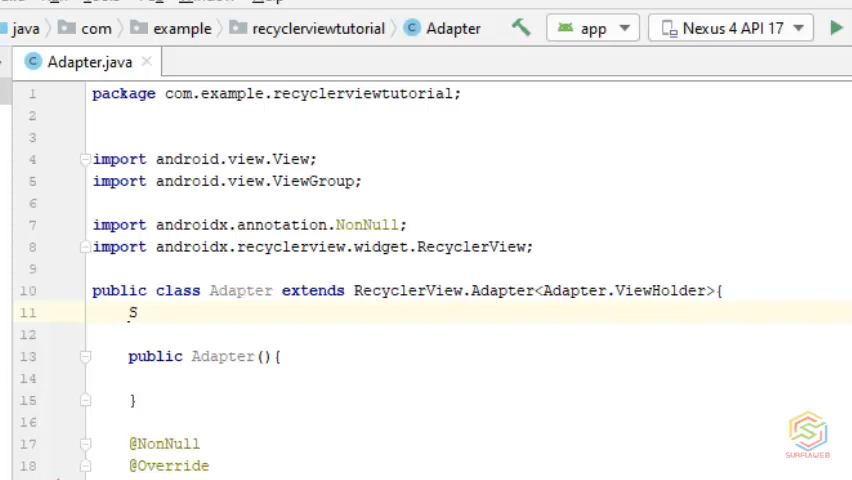 java com example recyclerviewtutorial Adapter app Nexus 4 API 17
Adapter.java
1 package com.example.recyclerviewtutorial;
2
3
4 import android.view.View;
5 import android.view.ViewGroup;
6
7 import androidx.annotation.NonNull;
8 import androidx.recyclerview.widget.RecyclerView;
9
10 public class Adapter extends RecyclerView.Adapter<Adapter.ViewHolder>{
11 S
12
13 public Adapter(){
14
15 }
16
17 @NonNull
18 @Override
SURFIAWEB